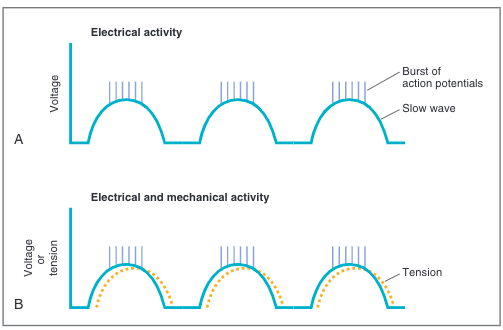 Electrical activity
Voltage
Burst of
action potentials
Slow wave
A
Electrical and mechanical activity
Voltage
or
tension
Tension
B